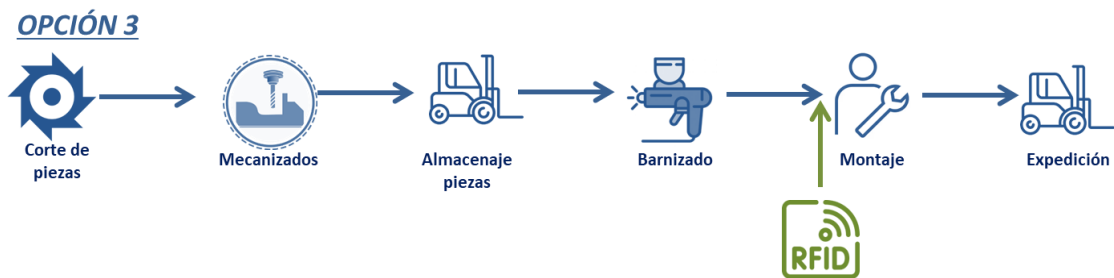 OPCIÓN 3
Corte de
piezas
Mecanizados
Almacenaje
piezas
Barnizado
Montaje
Expedición
RFID